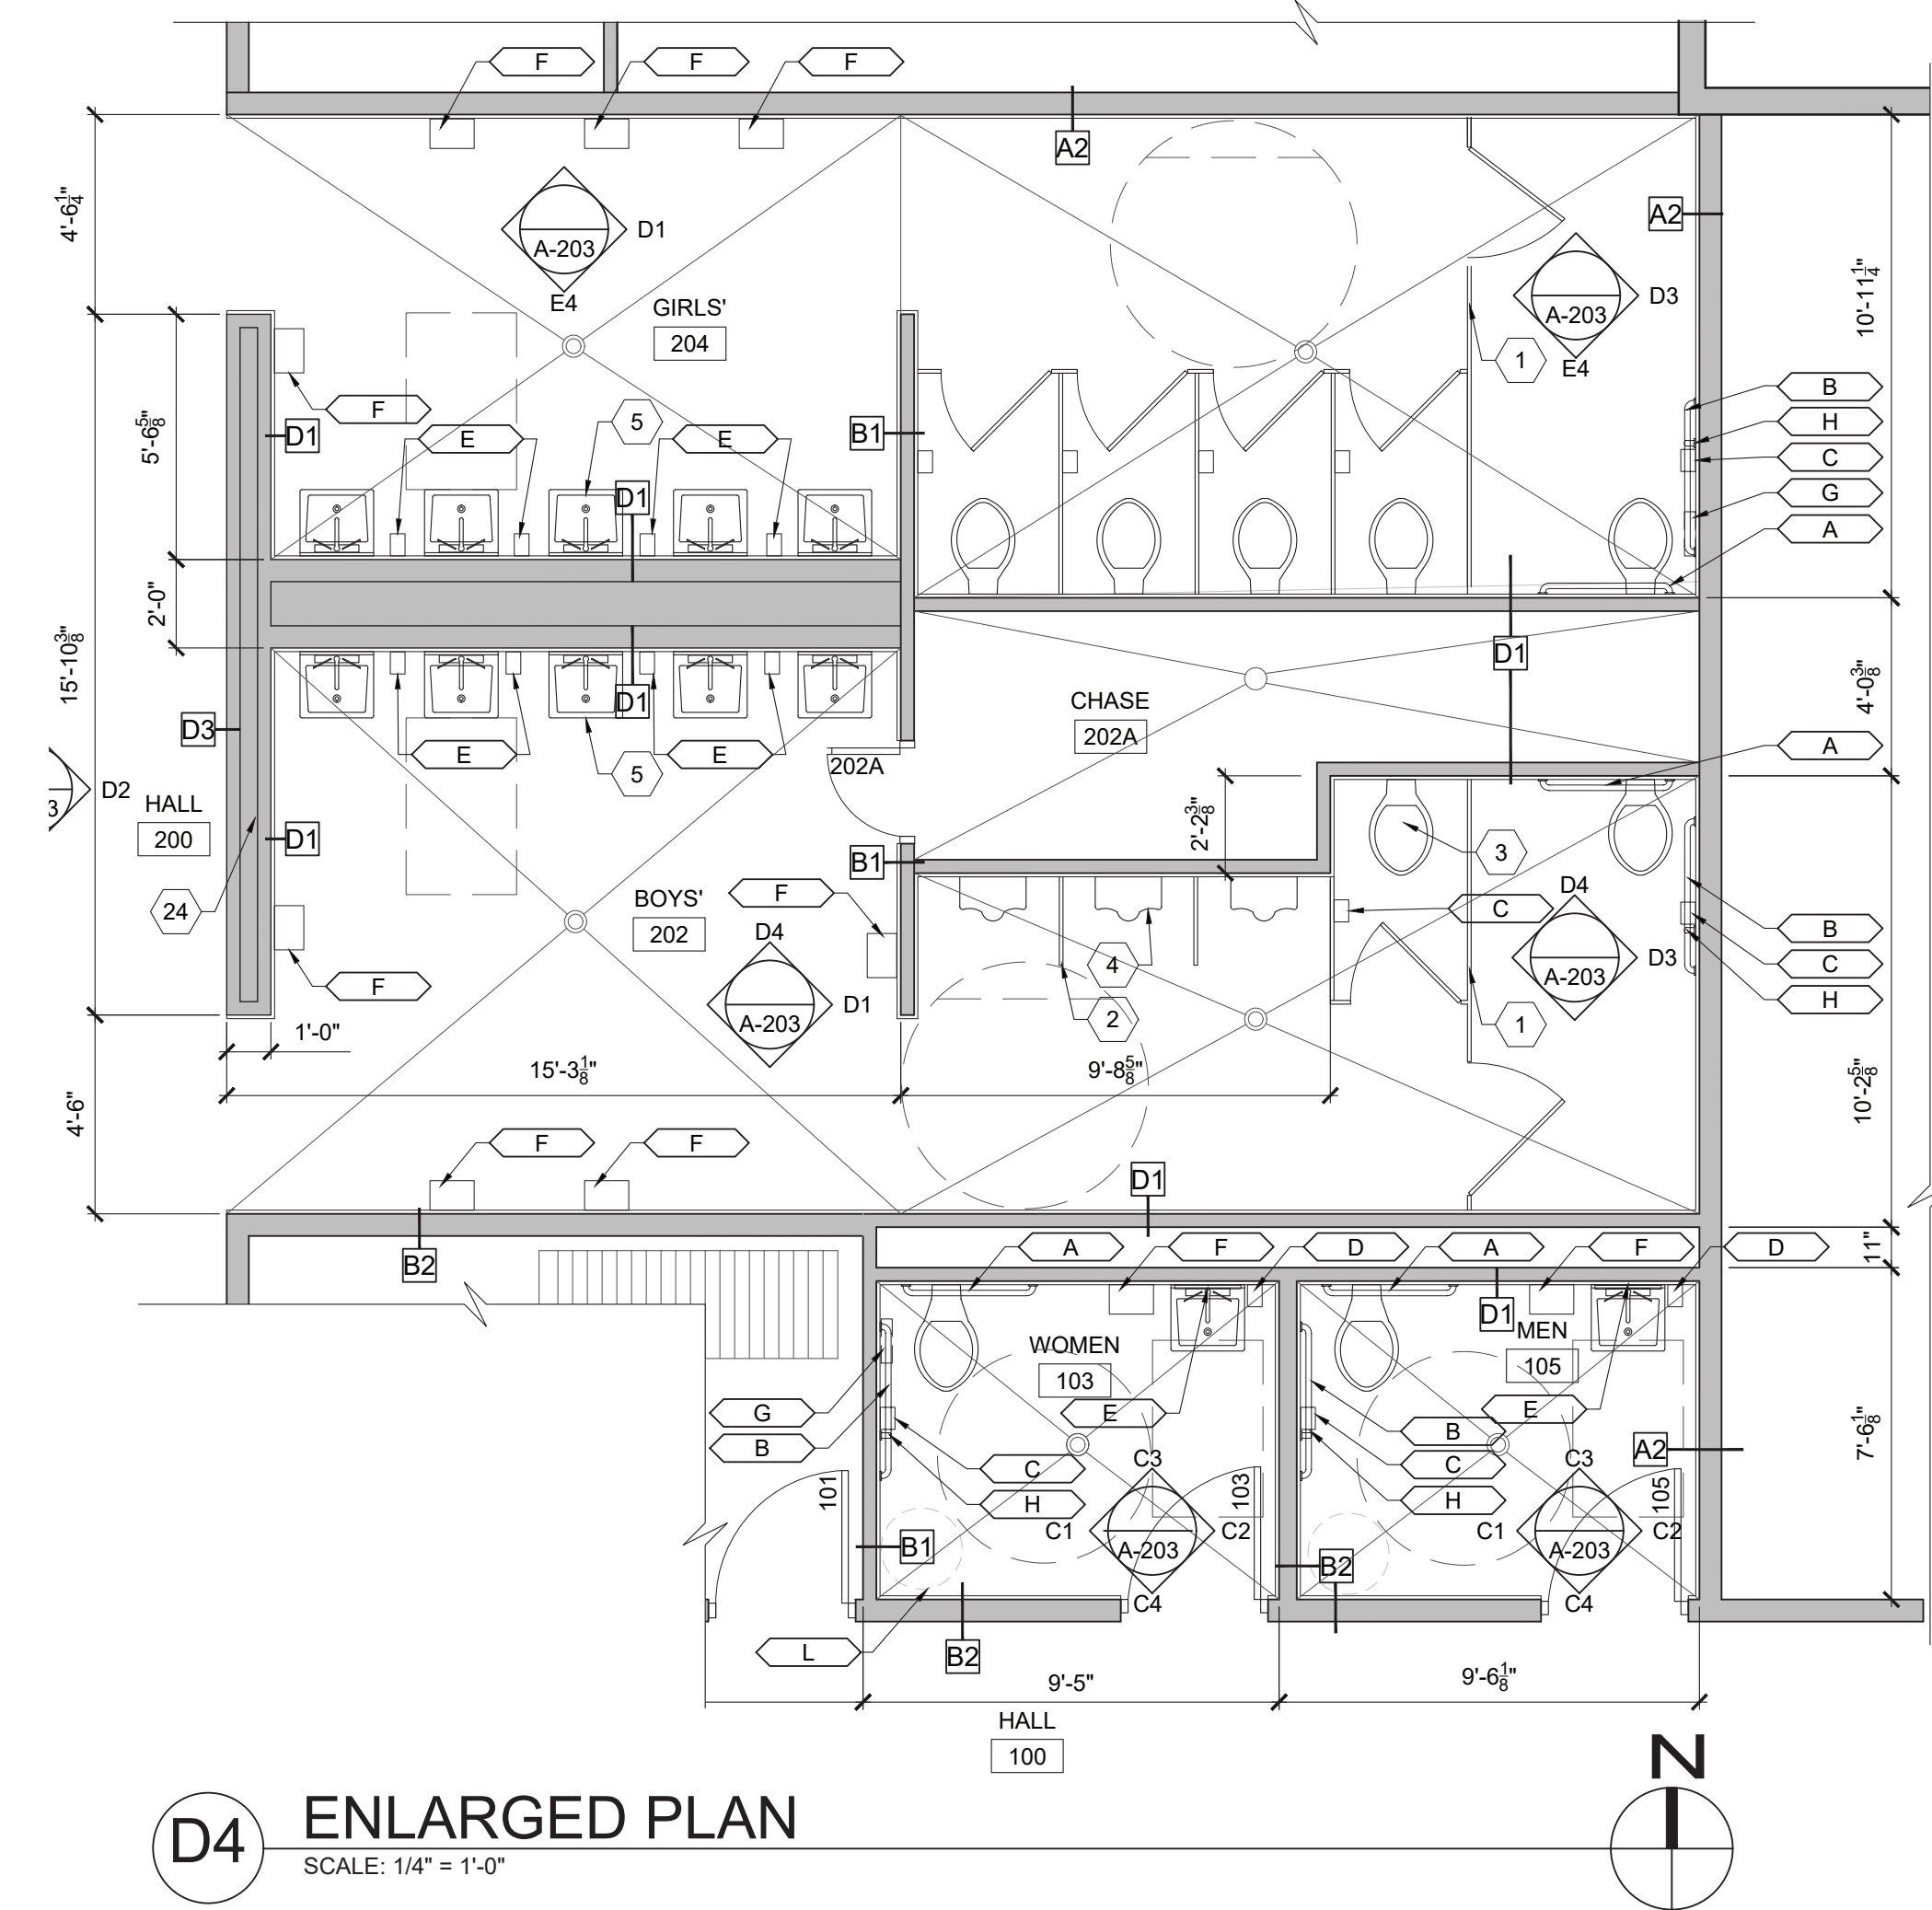 F F F
A2
A2
4'-6 1/4"
D1
A-203
E4
GIRLS'
204
D3
A-203
E4
10'-11 1/4"
1
F
D1
E
5
E
B1
B
H
C
G
A
5'-6 5/8"
D1
2'-0"
15'-10 3/8"
D1
D1
CHASE
202A
4'-0 3/8"
D3
E
5
E
202A
A
3
D2
HALL
200
D1
2'-2 3/8"
B1
3
24
F
BOYS'
202
F
D4
A-203
D1
C
D4
A-203
D3
B
C
H
4
2
1
1'-0"
15'-3 1/8"
9'-8 5/8"
10'-2 5/8"
4'-6"
F F
D1
B2
A F D A F D
11"
D1
WOMEN
103
MEN
105
G
B
E
C
H
B
E
C
H
A2
7'-6 1/8"
101
103
105
C3
C1
A-203
C2
C4
C3
C1
A-203
C2
C4
B1
B2
L
B2
9'-5"
9'-6 1/8"
HALL
100
N
D4
ENLARGED PLAN
SCALE: 1/4" = 1'-0"